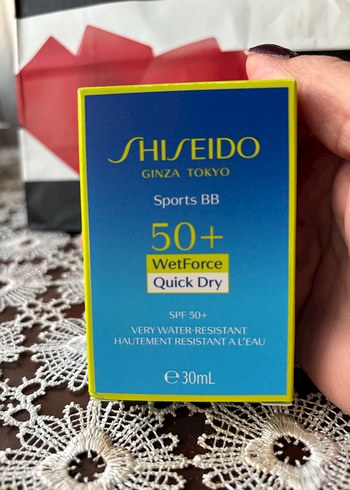 SHISEIDO
GINZA TOKYO
Sports BB
50+
WetForce
Quick Dry
SPF 50+
VERY WATER-RESISTANT
HAUTEMENT RESISTANT A L'EAU
℮30mL